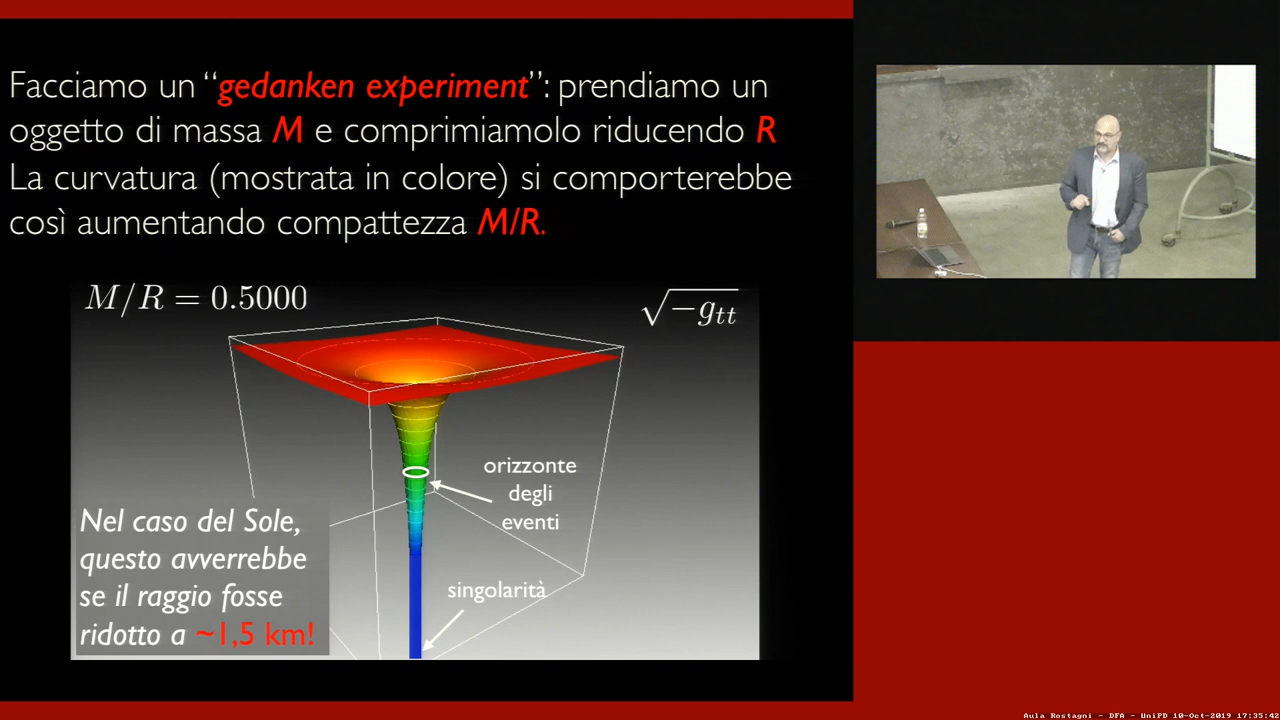 Facciamo un “gedanken experiment”: prendiamo un
oggetto di massa M e comprimiamolo riducendo R
La curvatura (mostrata in colore) si comporterebbe
così aumentando compattezza M/R.
M/R = 0.5000
√−gtt
orizzonte
degli
eventi
Nel caso del Sole,
questo avverrebbe
se il raggio fosse
ridotto a ~1,5 km!
singolarità
Aula Rostagni - DFA - UniPD 10-Oct-2019 17:35:42